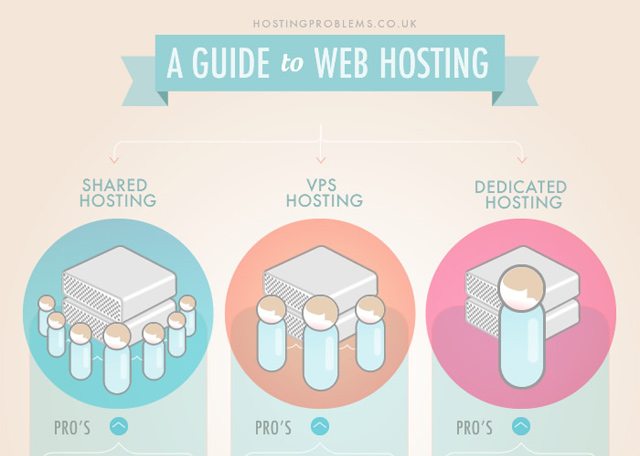 HOSTINGPROBLEMS.CO.UK
A GUIDE to WEB HOSTING
SHARED
HOSTING
VPS
HOSTING
DEDICATED
HOSTING
PRO'S
PRO'S
PRO'S